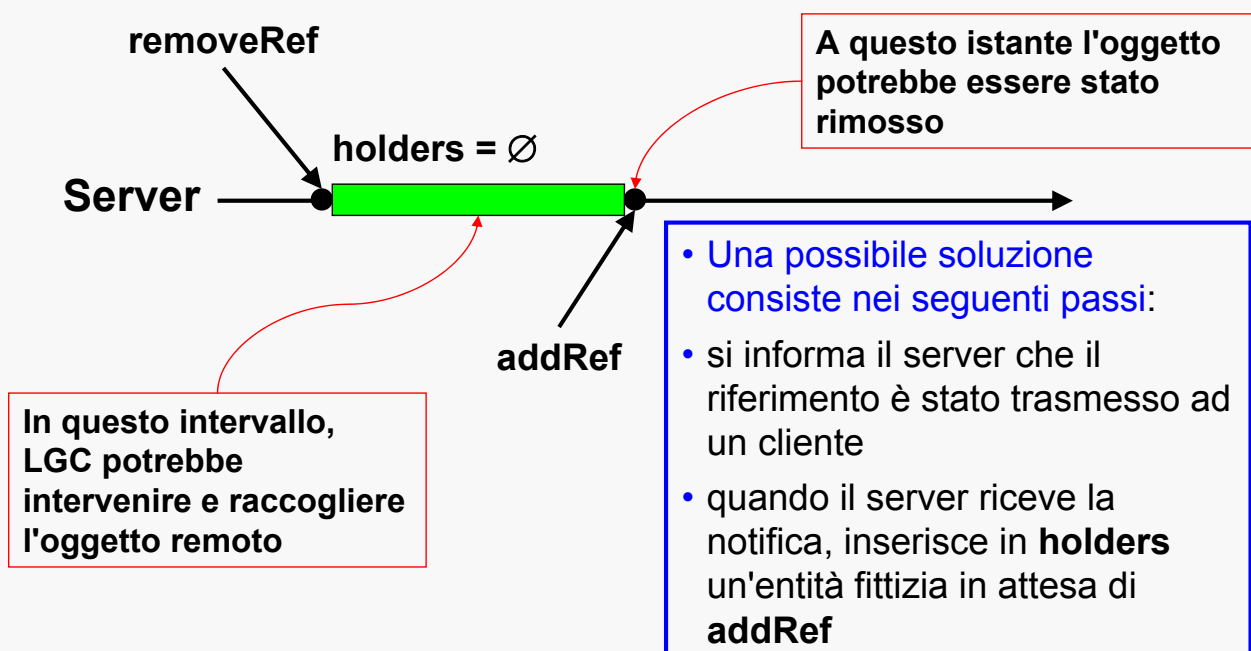 removeRef
A questo istante l'oggetto
potrebbe essere stato
rimosso
holders = ∅
Server
addRef
In questo intervallo,
LGC potrebbe
intervenire e raccogliere
l'oggetto remoto
• Una possibile soluzione
consiste nei seguenti passi:
• si informa il server che il
riferimento è stato trasmesso ad
un cliente
• quando il server riceve la
notifica, inserisce in holders
un'entità fittizia in attesa di
addRef